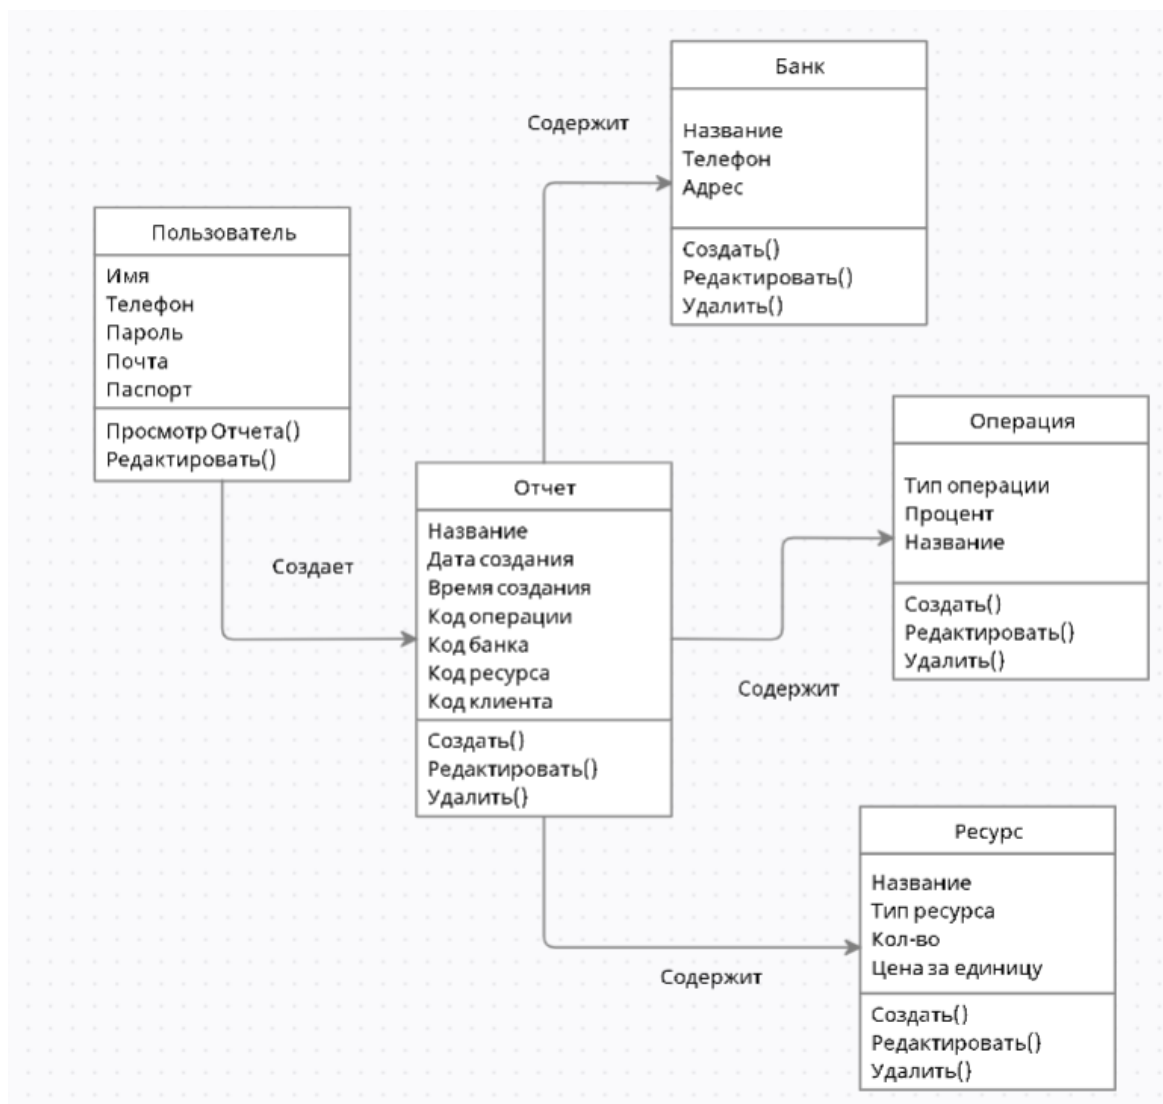 Банк
Название
Телефон
Адрес
Создать()
Редактировать()
Удалить()
Содержит
Пользователь
Имя
Телефон
Пароль
Почта
Паспорт
Просмотр Отчета()
Редактировать()
Создает
Отчет
Название
Дата создания
Время создания
Код операции
Код банка
Код ресурса
Код клиента
Создать()
Редактировать()
Удалить()
Операция
Тип операции
Процент
Название
Создать()
Редактировать()
Удалить()
Содержит
Ресурс
Название
Тип ресурса
Кол-во
Цена за единицу
Создать()
Редактировать()
Удалить()
Содержит